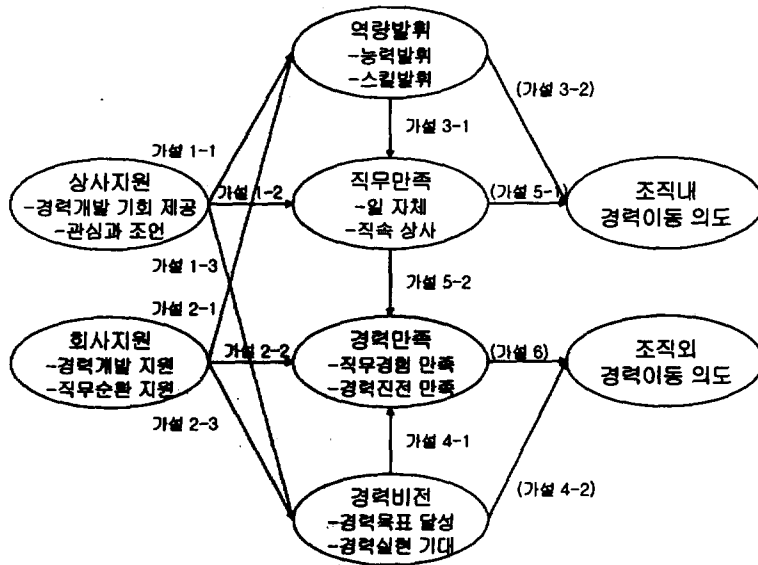 역량발휘
-능력발휘
-스킬발휘
(가설 3-2)
가설 3-1
가설 1-1
상사지원
-경력개발 기회 제공
-관심과 조언
가설 1-2
직무만족
-일 자체
-직속 상사
(가설 5-1)
조직내
경력이동 의도
가설 1-3
가설 5-2
가설 2-1
회사지원
-경력개발 지원
-직무순환 지원
가설 2-2
경력만족
-직무경험 만족
-경력진전 만족
(가설 6)
조직외
경력이동 의도
가설 2-3
가설 4-1
경력비전
-경력목표 달성
-경력실현 기대
(가설 4-2)